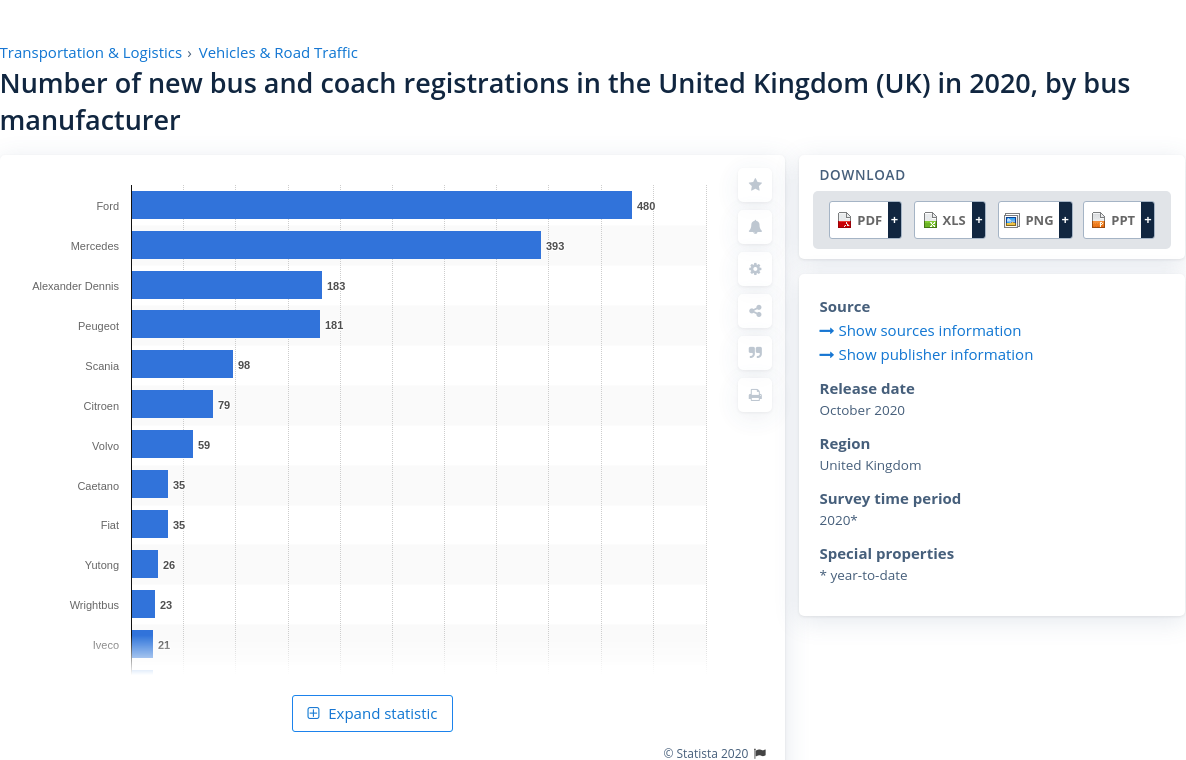 Transportation & Logistics › Vehicles & Road Traffic
Number of new bus and coach registrations in the United Kingdom (UK) in 2020, by bus
manufacturer
Ford 480
Mercedes 393
Alexander Dennis 183
Peugeot 181
Scania 98
Citroen 79
Volvo 59
Caetano 35
Fiat 35
Yutong 26
Wrightbus 23
Iveco 21
Expand statistic
© Statista 2020
DOWNLOAD
PDF + XLS + PNG + PPT +
Source
Show sources information
Show publisher information
Release date
October 2020
Region
United Kingdom
Survey time period
2020*
Special properties
* year-to-date